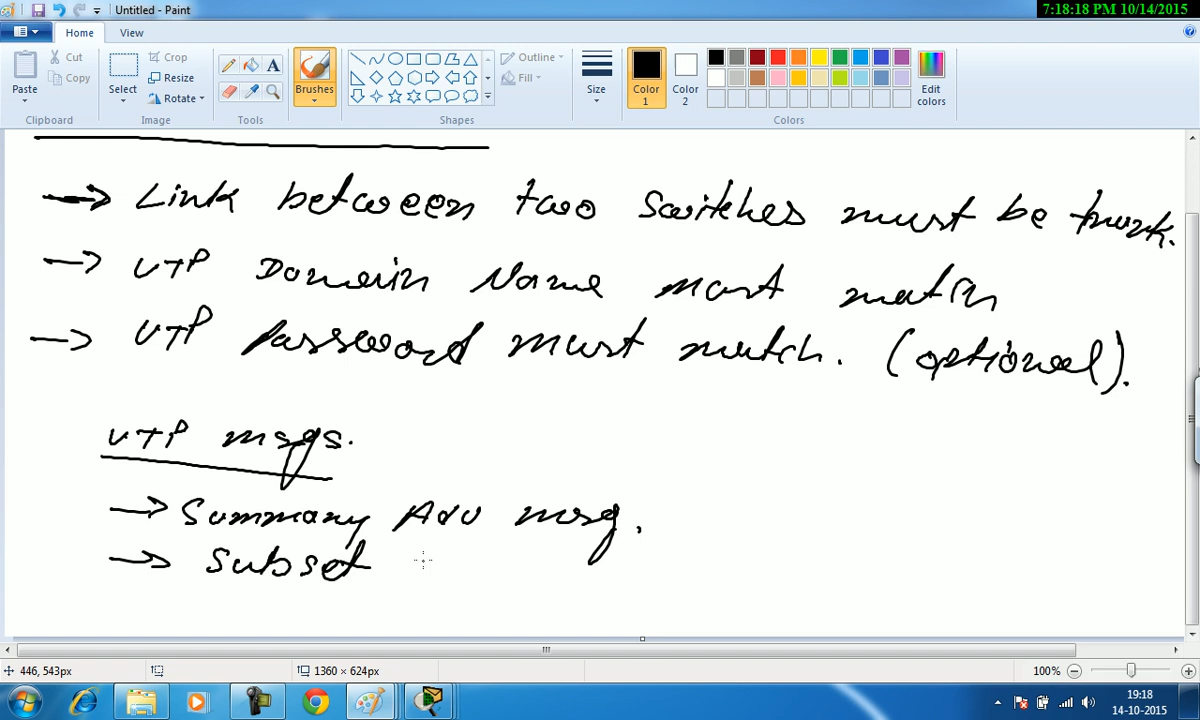 Untitled - Paint
7:18:18 PM 10/14/2015
Home View
Paste
Cut
Copy
Clipboard
Select
Crop
Resize
Rotate
Image
A
Tools
Brushes
Outline
Fill
Shapes
Size
Color 1
Color 2
Edit colors
Colors
→ Link between two switches must be trunk.
→ VTP Domain Name must match
→ VTP Password must match. (optional).
VTP msgs.
→ Summary Adv msg.
→ Subset
446, 543px
1360 × 624px
100%
19:18
14-10-2015